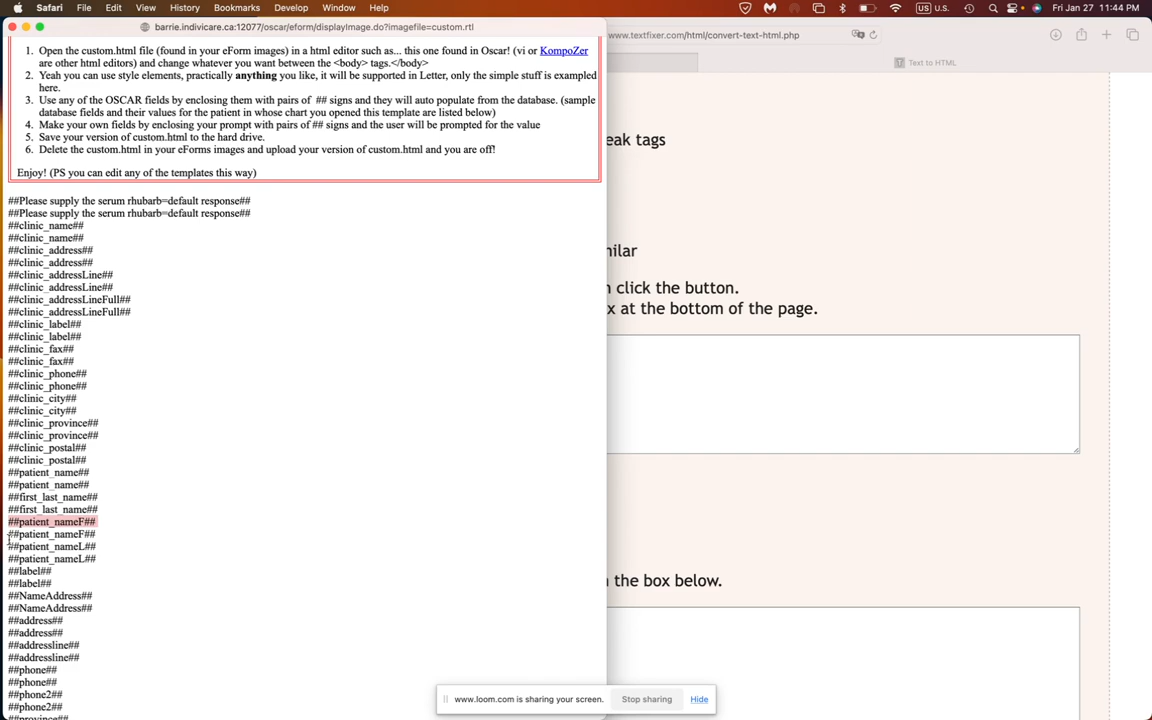 Safari File Edit View History Bookmarks Develop Window Help
U.S. Fri Jan 27 11:44 PM
barrie.indivicare.ca:12077/oscar/eform/displayImage.do?imagefile=custom.rtl
www.textfixer.com/html/convert-text-html.php
Text to HTML
1. Open the custom.html file (found in your eForm images) in a html editor such as... this one found in Oscar! (vi or KompoZer
are other html editors) and change whatever you want between the <body> tags.</body>
2. Yeah you can use style elements, practically anything you like, it will be supported in Letter, only the simple stuff is exampled
here.
3. Use any of the OSCAR fields by enclosing them with pairs of ## signs and they will auto populate from the database. (sample
database fields and their values for the patient in whose chart you opened this template are listed below)
4. Make your own fields by enclosing your prompt with pairs of ## signs and the user will be prompted for the value
5. Save your version of custom.html to the hard drive.
6. Delete the custom.html in your eForms images and upload your version of custom.html and you are off!
Enjoy! (PS you can edit any of the templates this way)
##Please supply the serum rhubarb=default response##
##Please supply the serum rhubarb=default response##
##clinic_name##
##clinic_name##
##clinic_address##
##clinic_address##
##clinic_addressLine##
##clinic_addressLine##
##clinic_addressLineFull##
##clinic_addressLineFull##
##clinic_label##
##clinic_label##
##clinic_fax##
##clinic_fax##
##clinic_phone##
##clinic_phone##
##clinic_city##
##clinic_city##
##clinic_province##
##clinic_province##
##clinic_postal##
##clinic_postal##
##patient_name##
##patient_name##
##first_last_name##
##first_last_name##
##patient_nameF##
##patient_nameF##
##patient_nameL##
##patient_nameL##
##label##
##label##
##NameAddress##
##NameAddress##
##address##
##address##
##addressline##
##addressline##
##phone##
##phone##
##phone2##
##phone2##
##province##
eak tags
milar
n click the button.
x at the bottom of the page.
n the box below.
www.loom.com is sharing your screen. Stop sharing Hide